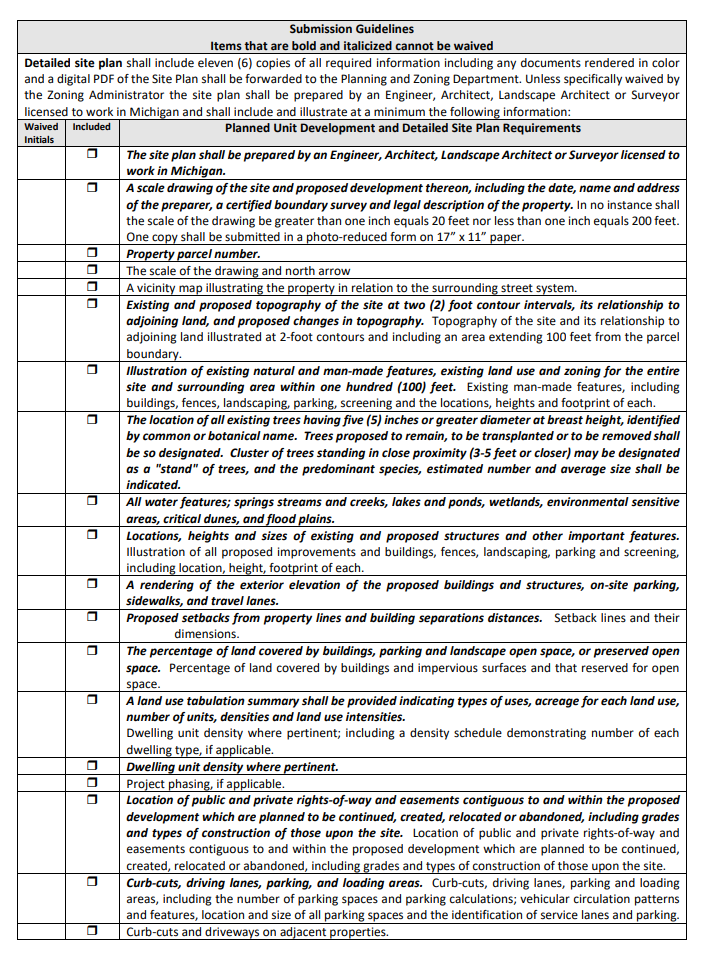 Submission Guidelines
Items that are bold and italicized cannot be waived
Detailed site plan shall include eleven (6) copies of all required information including any documents rendered in color
and a digital PDF of the Site Plan shall be forwarded to the Planning and Zoning Department. Unless specifically waived by
the Zoning Administrator the site plan shall be prepared by an Engineer, Architect, Landscape Architect or Surveyor
licensed to work in Michigan and shall include and illustrate at a minimum the following information:
Waived Included Planned Unit Development and Detailed Site Plan Requirements
Initials
❒ The site plan shall be prepared by an Engineer, Architect, Landscape Architect or Surveyor licensed to
work in Michigan.
❒ A scale drawing of the site and proposed development thereon, including the date, name and address
of the preparer, a certified boundary survey and legal description of the property. In no instance shall
the scale of the drawing be greater than one inch equals 20 feet nor less than one inch equals 200 feet.
One copy shall be submitted in a photo-reduced form on 17” x 11” paper.
❒ Property parcel number.
❒ The scale of the drawing and north arrow
❒ A vicinity map illustrating the property in relation to the surrounding street system.
❒ Existing and proposed topography of the site at two (2) foot contour intervals, its relationship to
adjoining land, and proposed changes in topography. Topography of the site and its relationship to
adjoining land illustrated at 2-foot contours and including an area extending 100 feet from the parcel
boundary.
❒ Illustration of existing natural and man-made features, existing land use and zoning for the entire
site and surrounding area within one hundred (100) feet. Existing man-made features, including
buildings, fences, landscaping, parking, screening and the locations, heights and footprint of each.
❒ The location of all existing trees having five (5) inches or greater diameter at breast height, identified
by common or botanical name. Trees proposed to remain, to be transplanted or to be removed shall
be so designated. Cluster of trees standing in close proximity (3-5 feet or closer) may be designated
as a "stand" of trees, and the predominant species, estimated number and average size shall be
indicated.
❒ All water features; springs streams and creeks, lakes and ponds, wetlands, environmental sensitive
areas, critical dunes, and flood plains.
❒ Locations, heights and sizes of existing and proposed structures and other important features.
Illustration of all proposed improvements and buildings, fences, landscaping, parking and screening,
including location, height, footprint of each.
❒ A rendering of the exterior elevation of the proposed buildings and structures, on-site parking,
sidewalks, and travel lanes.
❒ Proposed setbacks from property lines and building separations distances. Setback lines and their
dimensions.
❒ The percentage of land covered by buildings, parking and landscape open space, or preserved open
space. Percentage of land covered by buildings and impervious surfaces and that reserved for open
space.
❒ A land use tabulation summary shall be provided indicating types of uses, acreage for each land use,
number of units, densities and land use intensities.
Dwelling unit density where pertinent; including a density schedule demonstrating number of each
dwelling type, if applicable.
❒ Dwelling unit density where pertinent.
❒ Project phasing, if applicable.
❒ Location of public and private rights-of-way and easements contiguous to and within the proposed
development which are planned to be continued, created, relocated or abandoned, including grades
and types of construction of those upon the site. Location of public and private rights-of-way and
easements contiguous to and within the proposed development which are planned to be continued,
created, relocated or abandoned, including grades and types of construction of those upon the site.
❒ Curb-cuts, driving lanes, parking, and loading areas. Curb-cuts, driving lanes, parking and loading
areas, including the number of parking spaces and parking calculations; vehicular circulation patterns
and features, location and size of all parking spaces and the identification of service lanes and parking.
❒ Curb-cuts and driveways on adjacent properties.